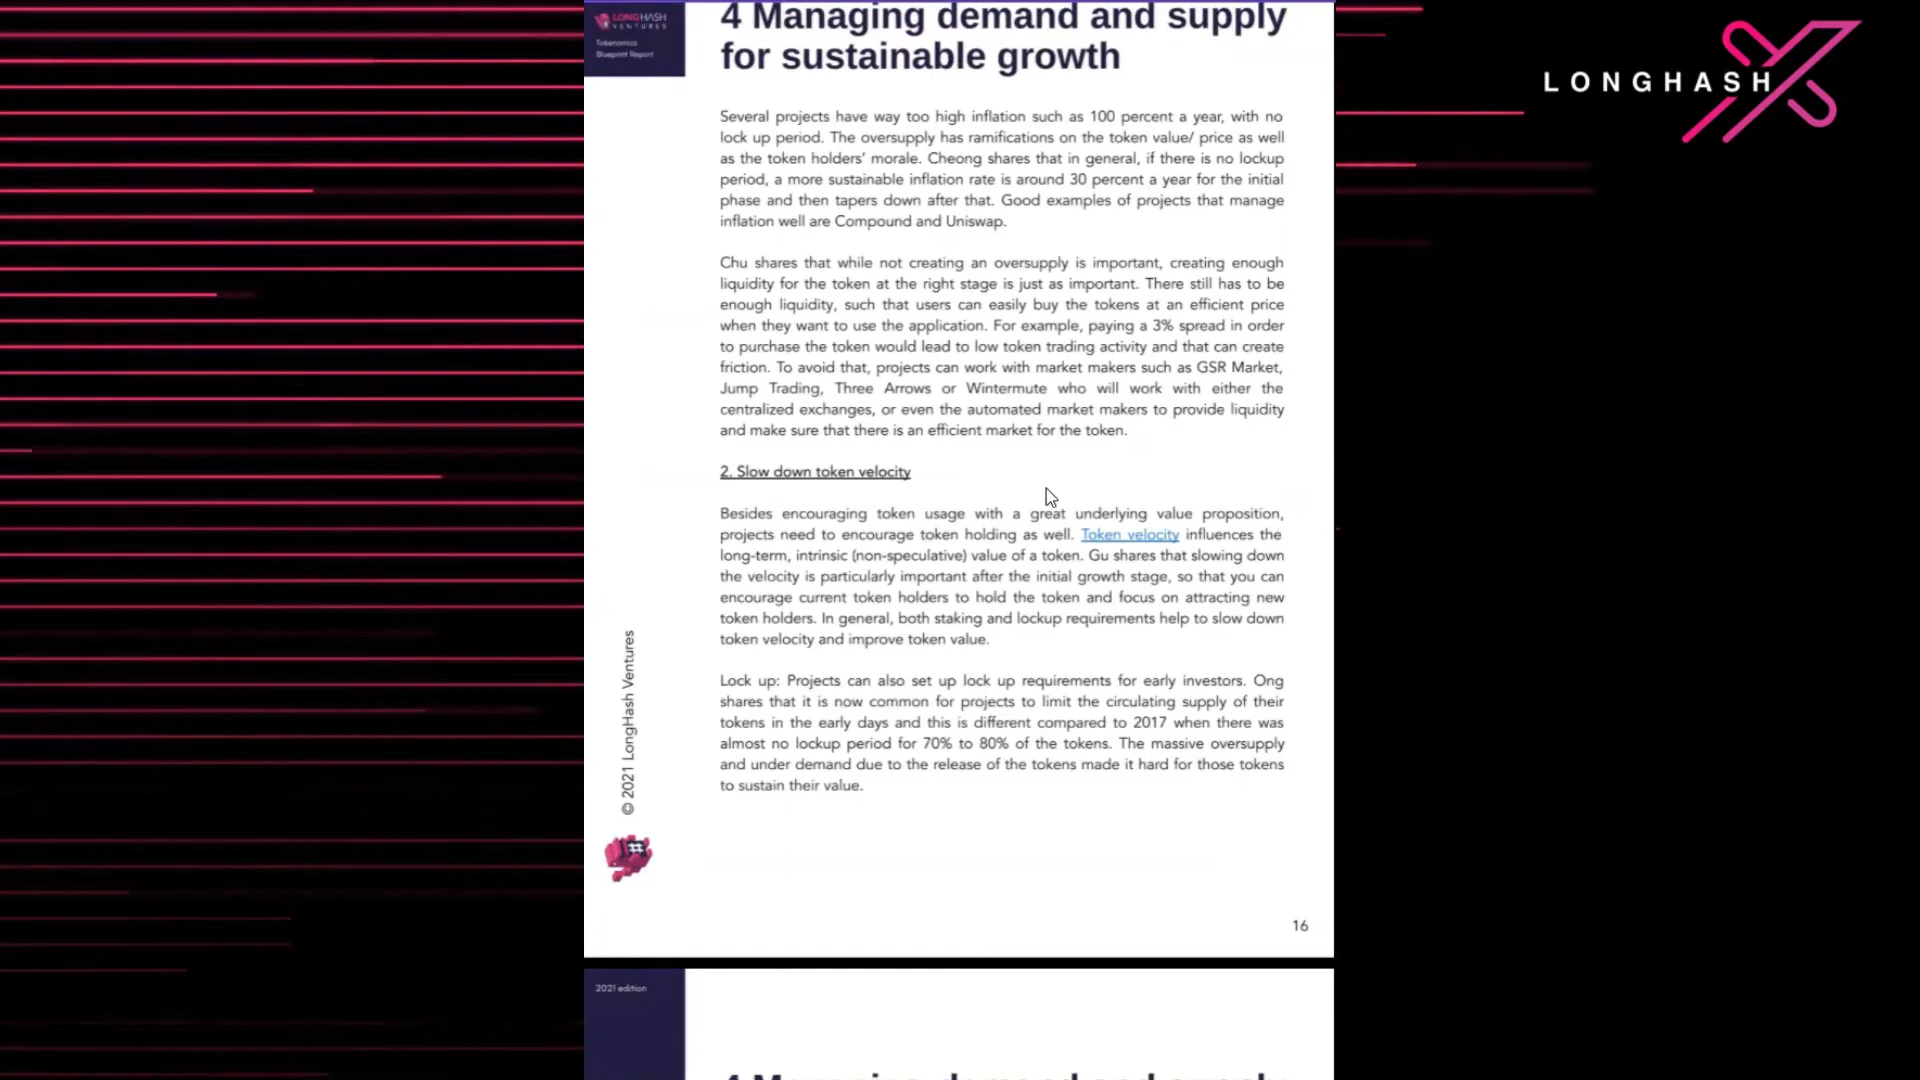 LONGHASH
VENTURES
Tokenomics
Blueprint Report
4 Managing demand and supply
for sustainable growth
LONGHASH
Several projects have way too high inflation such as 100 percent a year, with no
lock up period. The oversupply has ramifications on the token value/ price as well
as the token holders’ morale. Cheong shares that in general, if there is no lockup
period, a more sustainable inflation rate is around 30 percent a year for the initial
phase and then tapers down after that. Good examples of projects that manage
inflation well are Compound and Uniswap.
Chu shares that while not creating an oversupply is important, creating enough
liquidity for the token at the right stage is just as important. There still has to be
enough liquidity, such that users can easily buy the tokens at an efficient price
when they want to use the application. For example, paying a 3% spread in order
to purchase the token would lead to low token trading activity and that can create
friction. To avoid that, projects can work with market makers such as GSR Market,
Jump Trading, Three Arrows or Wintermute who will work with either the
centralized exchanges, or even the automated market makers to provide liquidity
and make sure that there is an efficient market for the token.
2. Slow down token velocity
Besides encouraging token usage with a great underlying value proposition,
projects need to encourage token holding as well. Token velocity influences the
long-term, intrinsic (non-speculative) value of a token. Gu shares that slowing down
the velocity is particularly important after the initial growth stage, so that you can
encourage current token holders to hold the token and focus on attracting new
token holders. In general, both staking and lockup requirements help to slow down
token velocity and improve token value.
Lock up: Projects can also set up lock up requirements for early investors. Ong
shares that it is now common for projects to limit the circulating supply of their
tokens in the early days and this is different compared to 2017 when there was
almost no lockup period for 70% to 80% of the tokens. The massive oversupply
and under demand due to the release of the tokens made it hard for those tokens
to sustain their value.
© 2021 LongHash Ventures
16
2021 edition
4 Managing demand and supply